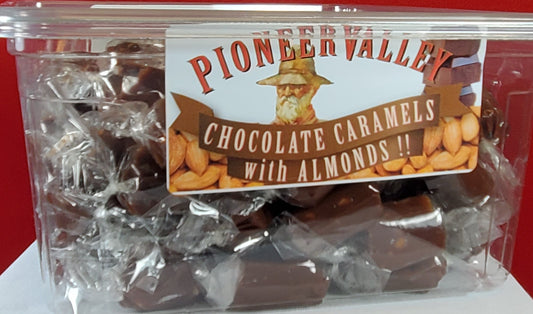 PIONEER VALLEY
CHOCOLATE CARAMELS
with ALMONDS !!